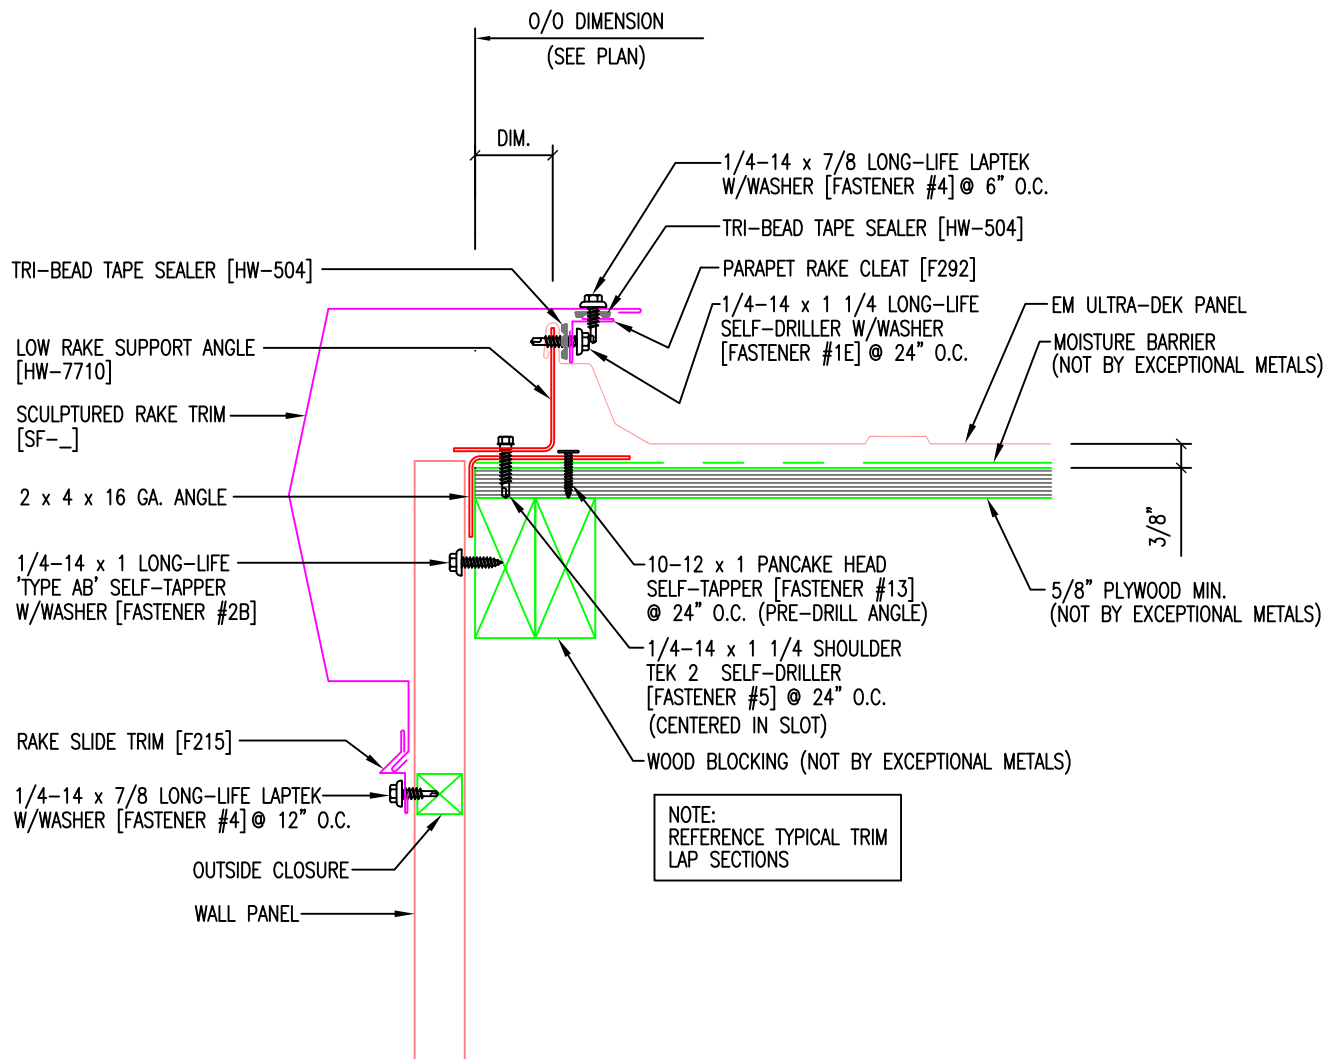 O/O DIMENSION
(SEE PLAN)
DIM.
1/4-14 x 7/8 LONG-LIFE LAPTEK
W/WASHER [FASTENER #4] @ 6" O.C.
TRI-BEAD TAPE SEALER [HW-504]
PARAPET RAKE CLEAT [F292]
1/4-14 x 1 1/4 LONG-LIFE
SELF-DRILLER W/WASHER
[FASTENER #1E] @ 24" O.C.
EM ULTRA-DEK PANEL
MOISTURE BARRIER
(NOT BY EXCEPTIONAL METALS)
TRI-BEAD TAPE SEALER [HW-504]
LOW RAKE SUPPORT ANGLE
[HW-7710]
SCULPTURED RAKE TRIM
[SF-_]
2 x 4 x 16 GA. ANGLE
1/4-14 x 1 LONG-LIFE
'TYPE AB' SELF-TAPPER
W/WASHER [FASTENER #2B]
3/8"
10-12 x 1 PANCAKE HEAD
SELF-TAPPER [FASTENER #13]
@ 24" O.C. (PRE-DRILL ANGLE)
5/8" PLYWOOD MIN.
(NOT BY EXCEPTIONAL METALS)
1/4-14 x 1 1/4 SHOULDER
TEK 2 SELF-DRILLER
[FASTENER #5] @ 24" O.C.
(CENTERED IN SLOT)
WOOD BLOCKING (NOT BY EXCEPTIONAL METALS)
RAKE SLIDE TRIM [F215]
1/4-14 x 7/8 LONG-LIFE LAPTEK
W/WASHER [FASTENER #4] @ 12" O.C.
OUTSIDE CLOSURE
WALL PANEL
NOTE:
REFERENCE TYPICAL TRIM
LAP SECTIONS